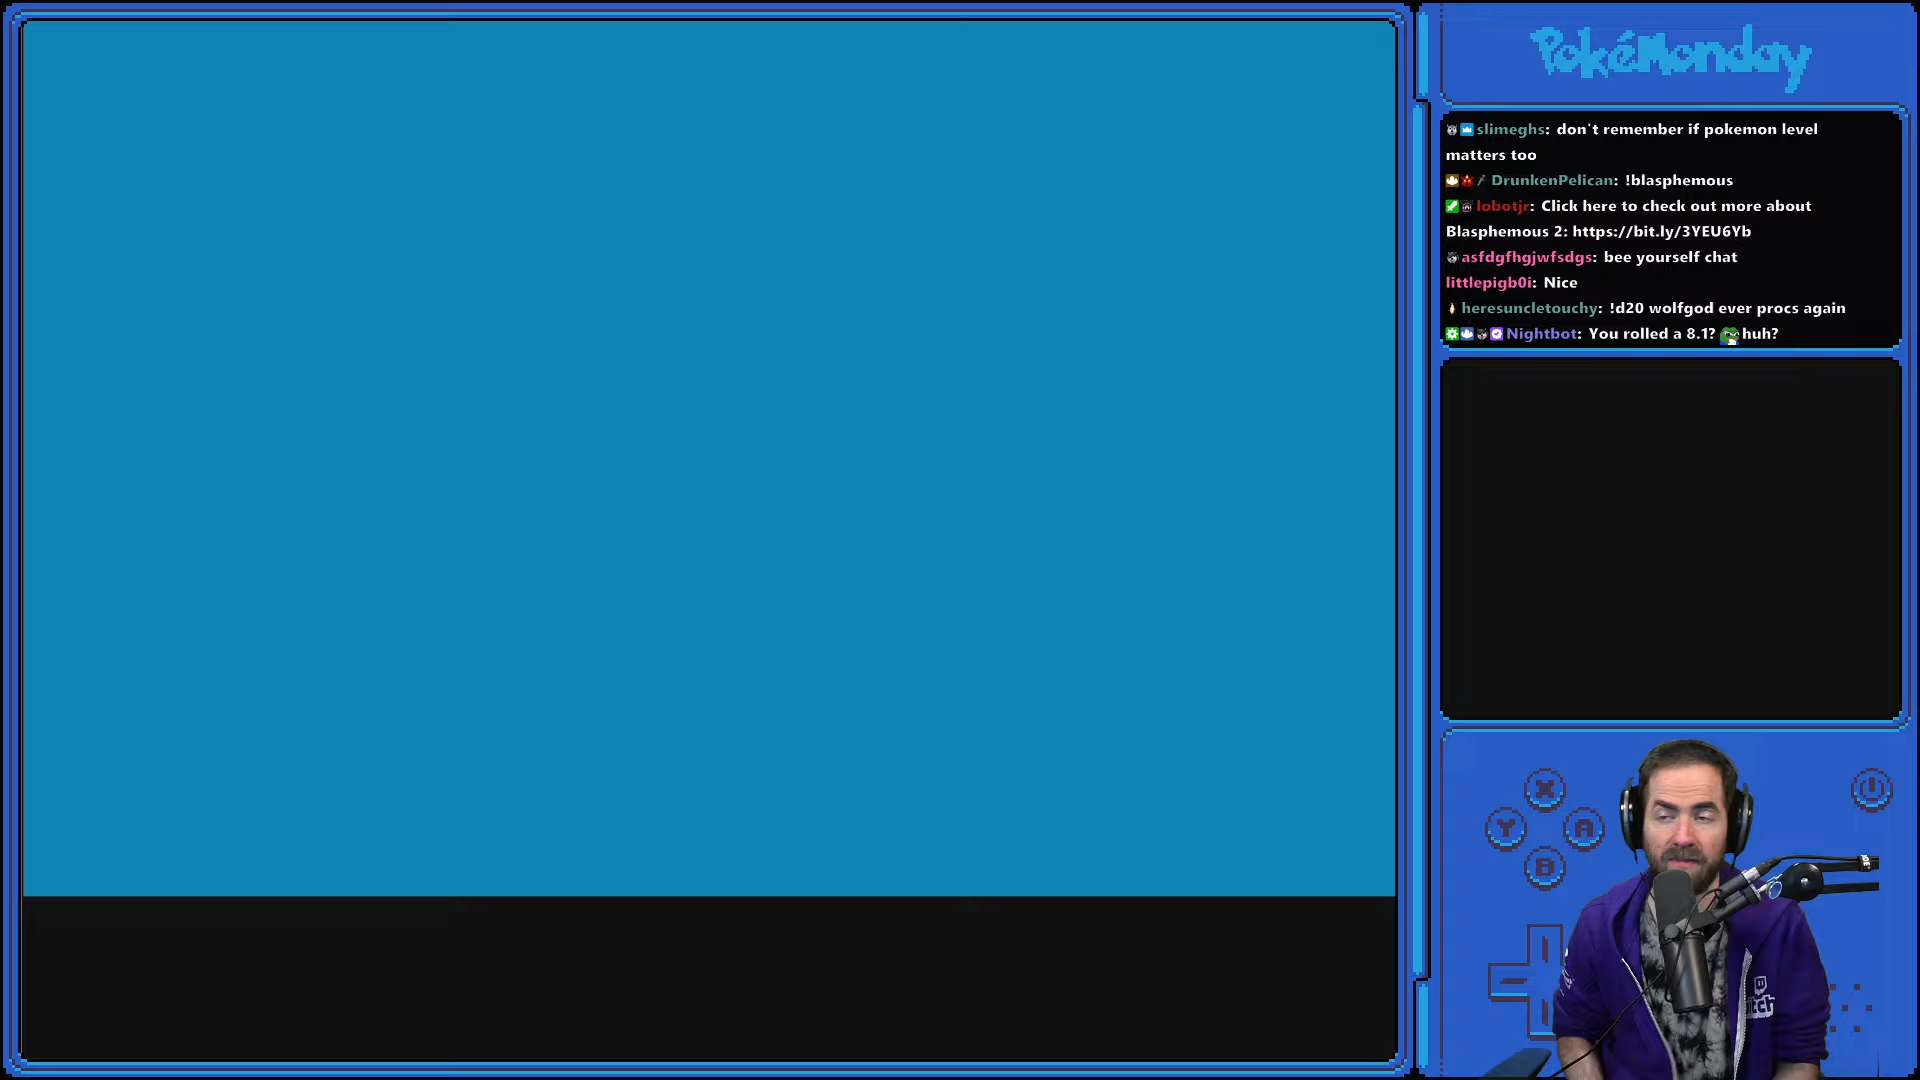 PokéMonday
slimeghs: don't remember if pokemon level
matters too
DrunkenPelican: !blasphemous
lobotjr: Click here to check out more about
Blasphemous 2: https://bit.ly/3YEU6Yb
asfdgfhgjwfsdgs: bee yourself chat
littlepigb0i: Nice
heresuncletouchy: !d20 wolfgod ever procs again
Nightbot: You rolled a 8.1? huh?
X
Y A
B